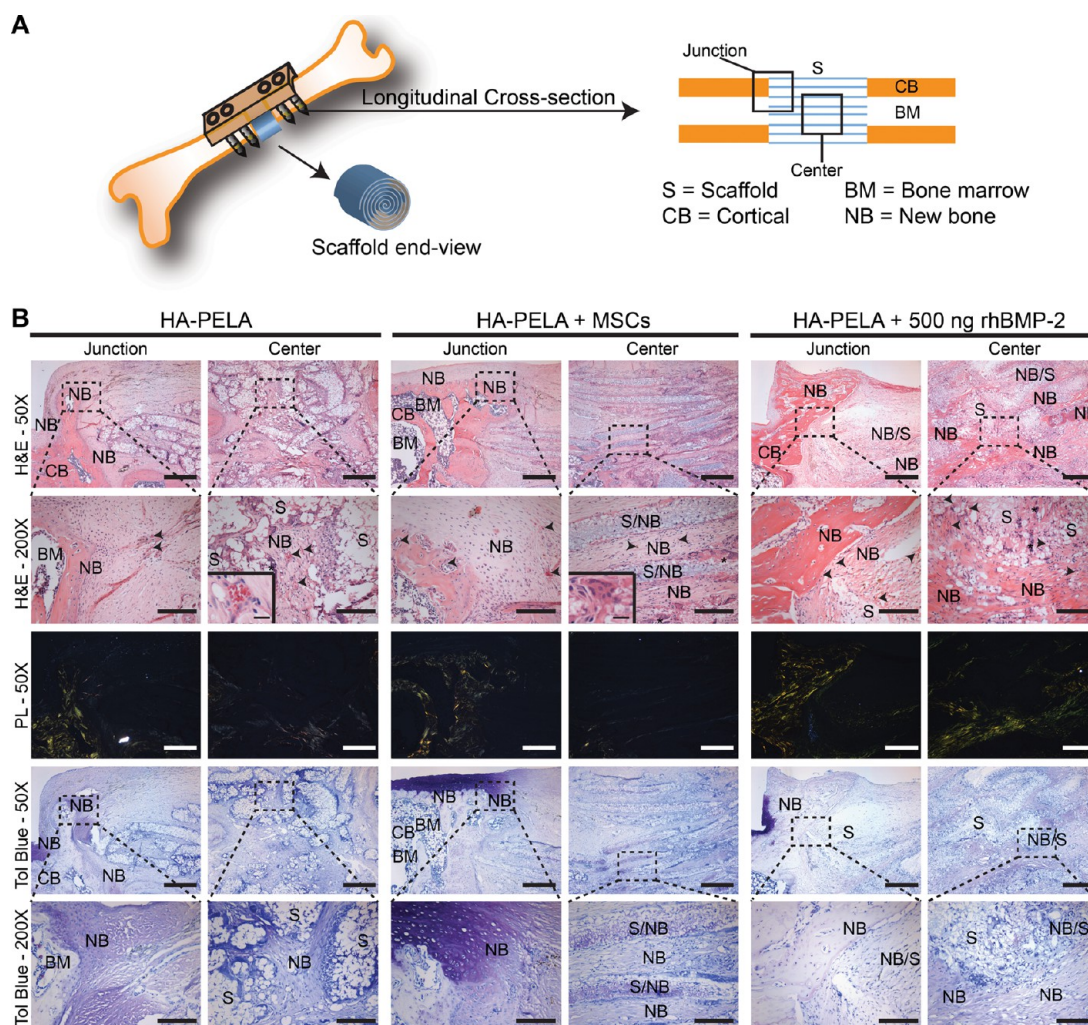 A
Longitudinal Cross-section
Scaffold end-view
Junction
S
CB
BM
Center
S = Scaffold BM = Bone marrow
CB = Cortical NB = New bone
B
HA-PELA HA-PELA + MSCs HA-PELA + 500 ng rhBMP-2
Junction Center Junction Center Junction Center
H&E - 50X
NB
NB
NB
CB
NB
NB
BM
CB
BM
NB
NB/S
CB
NB
NB/S
S
NB
NB
NB
H&E - 200X
BM
NB
S
NB
S
S
NB
S/NB
NB
S/NB
NB
NB
NB
S
NB
NB
PL - 50X
Tol Blue - 50X
NB
NB
CB
NB
NB
NB
CB
BM
BM
NB
S
S
NB/S
Tol Blue - 200X
NB
BM
S
S
NB
S
NB
S/NB
NB
S/NB
NB
NB
NB/S
S
NB/S
NB
NB